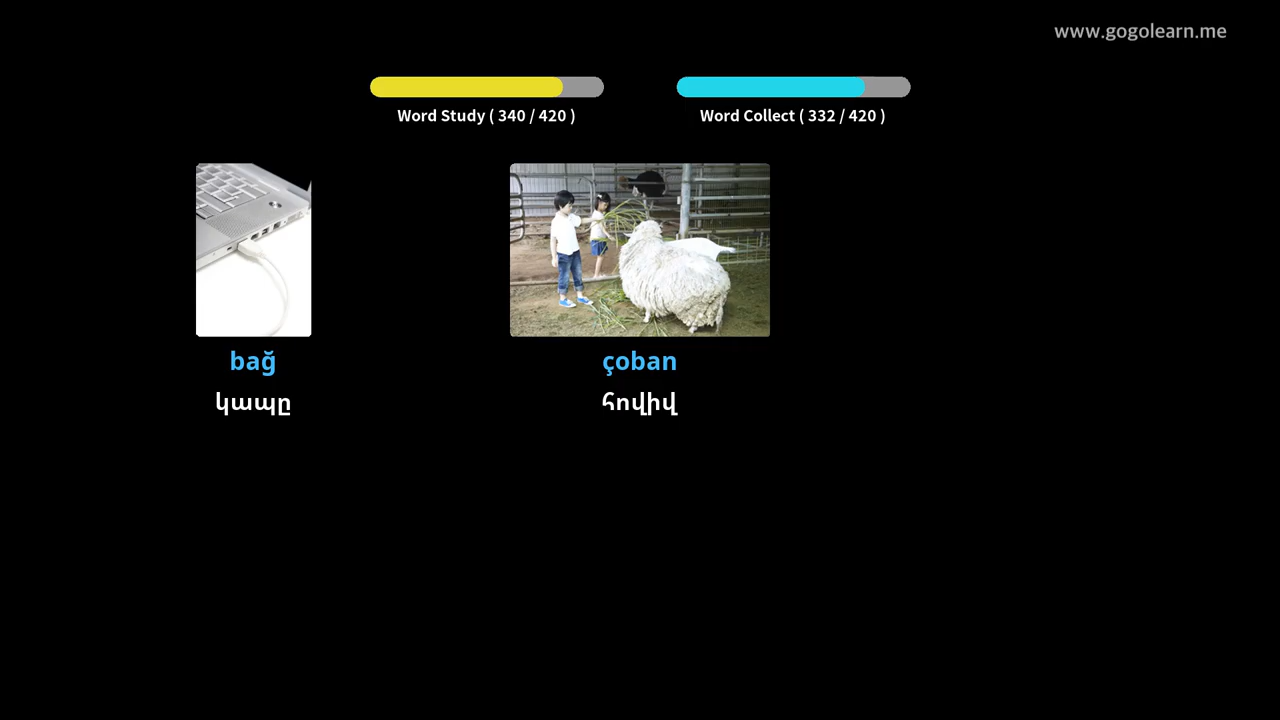 www.gogolearn.me
Word Study ( 340 / 420 )
Word Collect ( 332 / 420 )
bağ
կապը
çoban
հովիվ